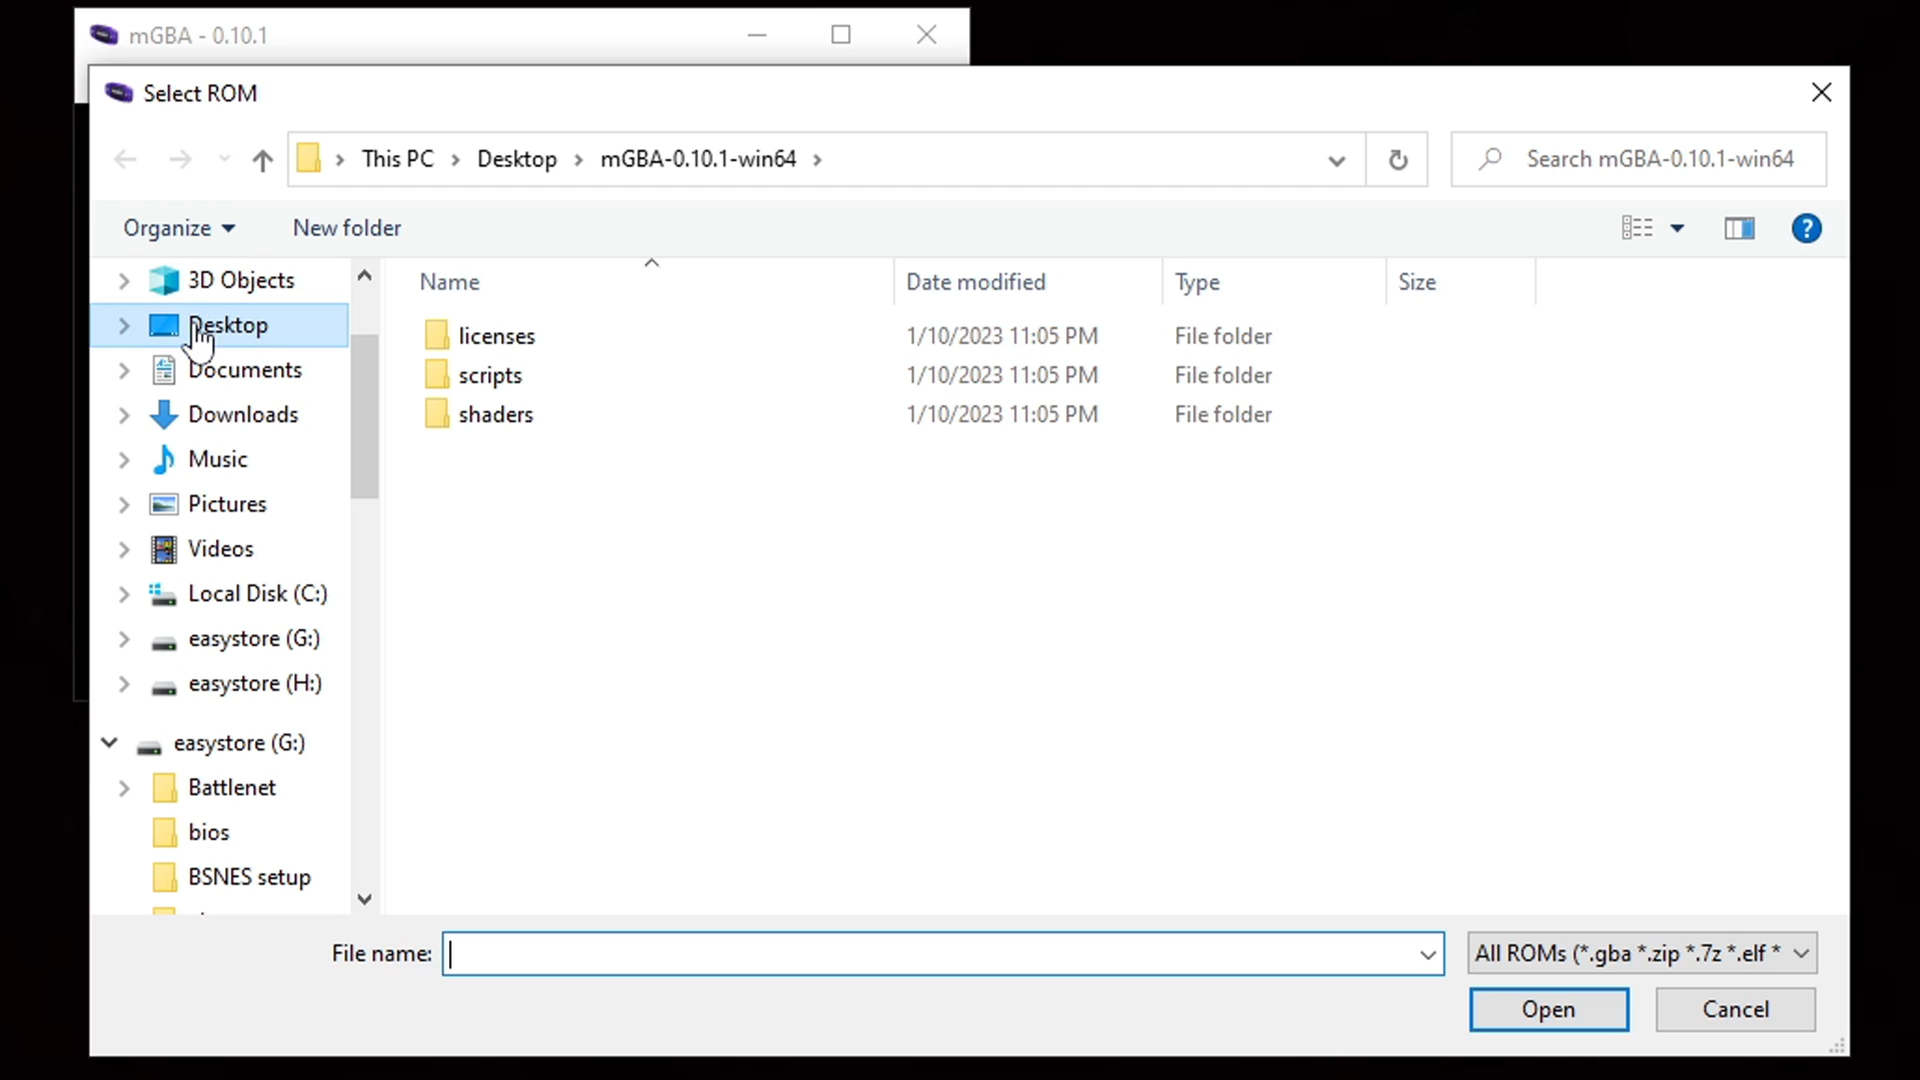 mGBA - 0.10.1
Select ROM
This PC > Desktop > mGBA-0.10.1-win64 >
Search mGBA-0.10.1-win64
Organize
New folder
3D Objects
Desktop
Documents
Downloads
Music
Pictures
Videos
Local Disk (C:)
easystore (G:)
easystore (H:)
easystore (G:)
Battlenet
bios
BSNES setup
Name Date modified Type Size
licenses 1/10/2023 11:05 PM File folder
scripts 1/10/2023 11:05 PM File folder
shaders 1/10/2023 11:05 PM File folder
File name:
All ROMs (*.gba *.zip *.7z *.elf *
Open
Cancel